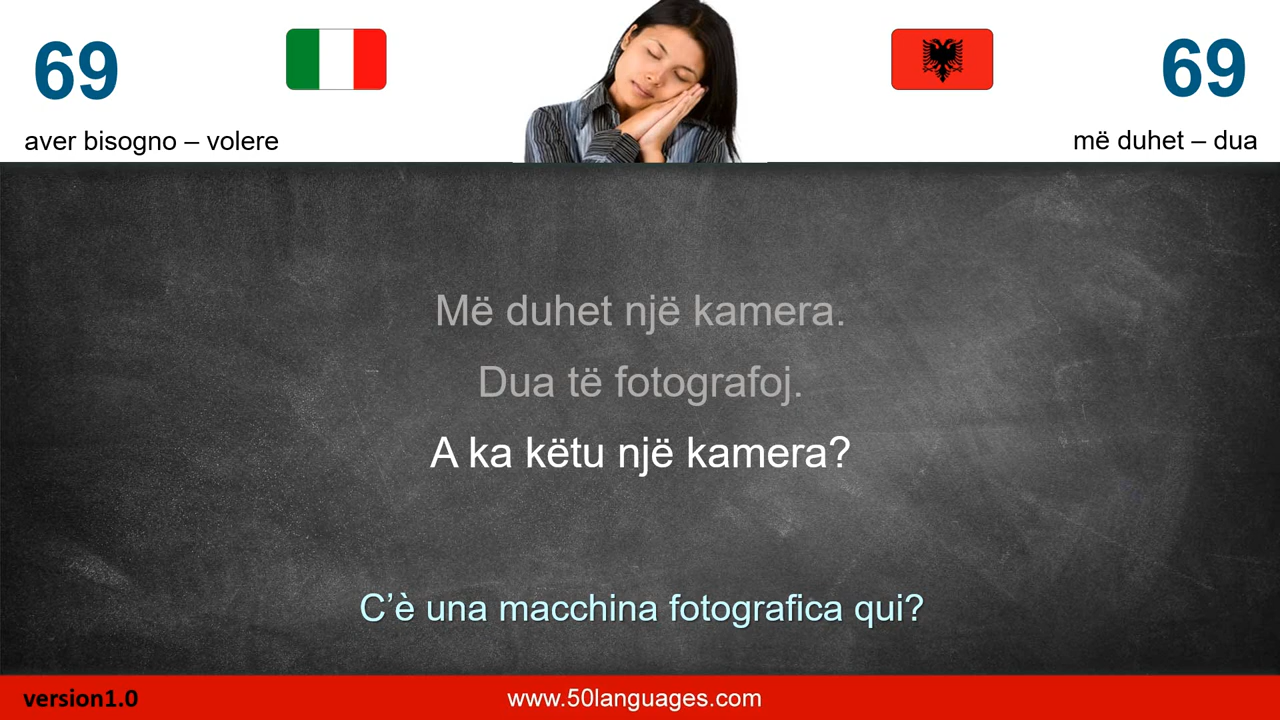 69
69
aver bisogno – volere
më duhet – dua
Më duhet një kamera.
Dua të fotografoj.
A ka këtu një kamera?
C’è una macchina fotografica qui?
version1.0
www.50languages.com